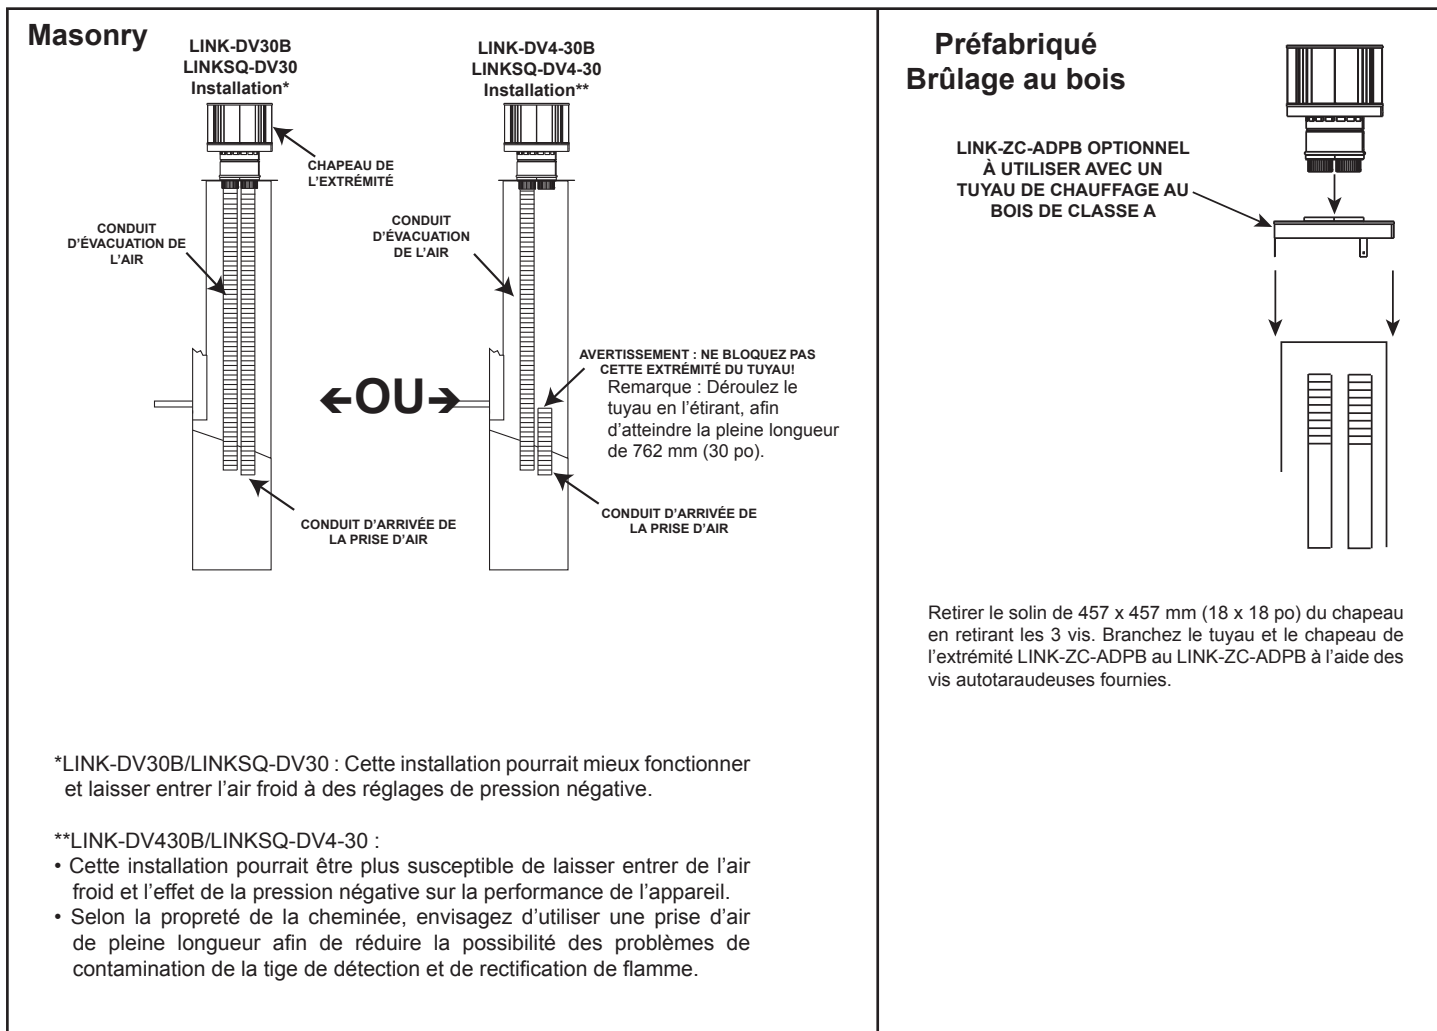 Masonry
LINK-DV30B
LINKSQ-DV30
Installation*
CHAPEAU DE
L'EXTRÉMITÉ
CONDUIT
D'ÉVACUATION DE
L'AIR
CONDUIT D'ARRIVÉE DE
LA PRISE D'AIR
←OU→
LINK-DV4-30B
LINKSQ-DV4-30
Installation**
CONDUIT
D'ÉVACUATION
DE L'AIR
AVERTISSEMENT : NE BLOQUEZ PAS
CETTE EXTRÉMITÉ DU TUYAU!
Remarque : Déroulez le
tuyau en l'étirant, afin
d'atteindre la pleine longueur
de 762 mm (30 po).
CONDUIT D'ARRIVÉE DE
LA PRISE D'AIR
*LINK-DV30B/LINKSQ-DV30 : Cette installation pourrait mieux fonctionner
et laisser entrer l'air froid à des réglages de pression négative.
**LINK-DV430B/LINKSQ-DV4-30 :
• Cette installation pourrait être plus susceptible de laisser entrer de l'air
froid et l'effet de la pression négative sur la performance de l'appareil.
• Selon la propreté de la cheminée, envisagez d'utiliser une prise d'air
de pleine longueur afin de réduire la possibilité des problèmes de
contamination de la tige de détection et de rectification de flamme.
Préfabriqué
Brûlage au bois
LINK-ZC-ADPB OPTIONNEL
À UTILISER AVEC UN
TUYAU DE CHAUFFAGE AU
BOIS DE CLASSE A
Retirer le solin de 457 x 457 mm (18 x 18 po) du chapeau
en retirant les 3 vis. Branchez le tuyau et le chapeau de
l'extrémité LINK-ZC-ADPB au LINK-ZC-ADPB à l'aide des
vis autotaraudeuses fournies.